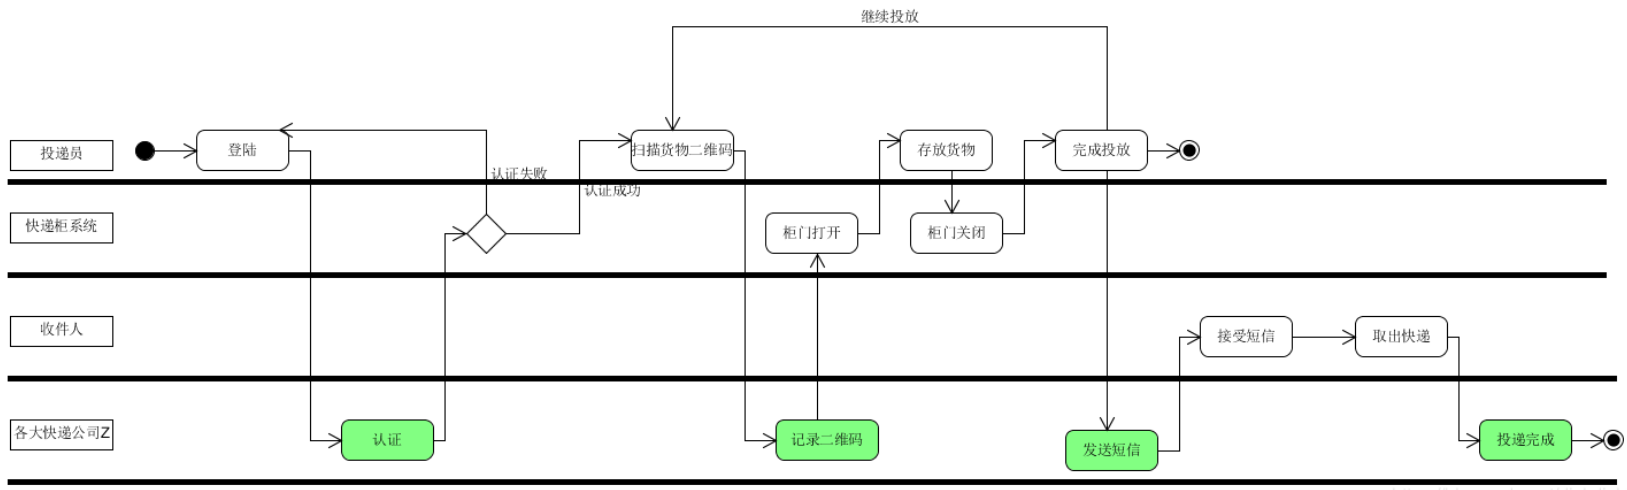 继续投放
投递员
登陆
扫描货物二维码
存放货物
完成投放
认证失败
认证成功
快递柜系统
柜门打开
柜门关闭
收件人
接受短信
取出快递
各大快递公司Z
认证
记录二维码
发送短信
投递完成